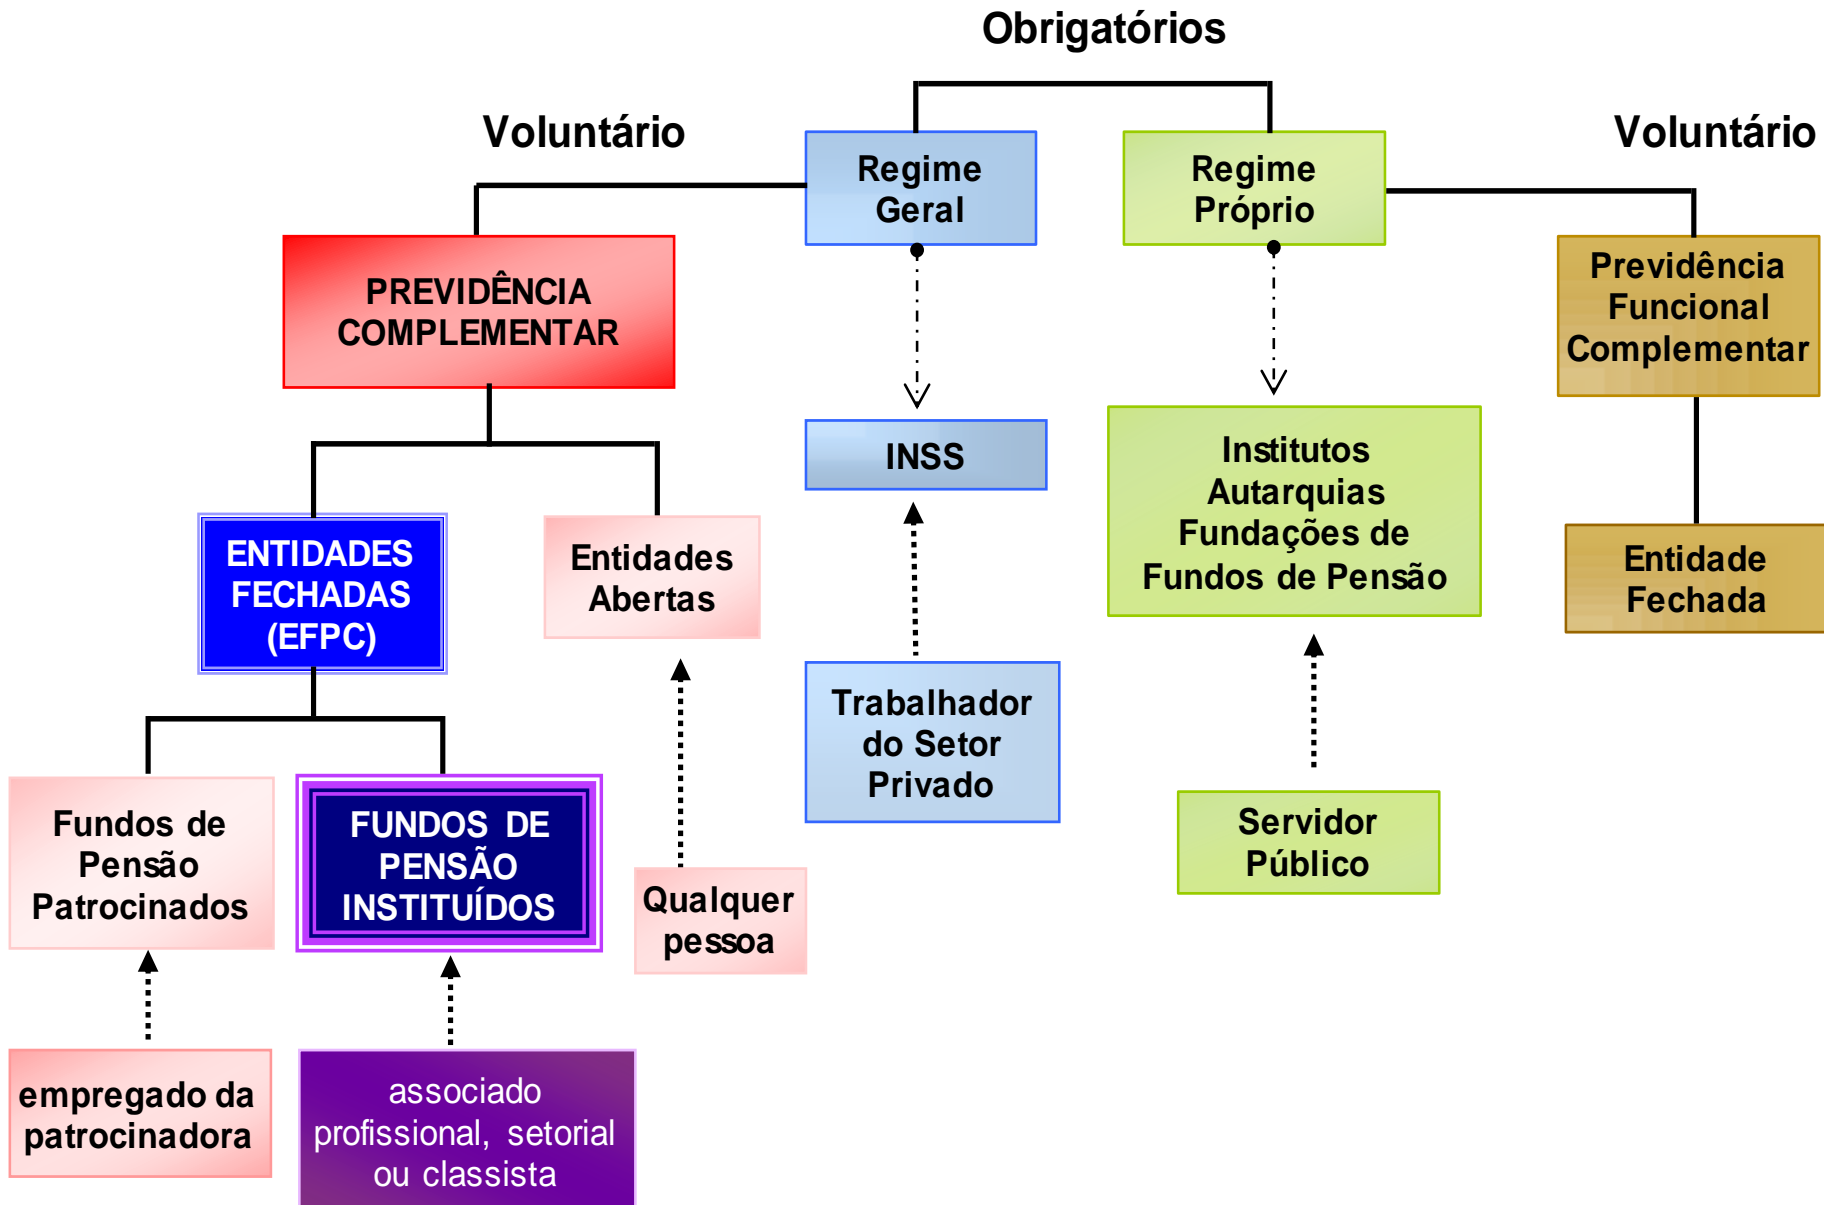 Obrigatórios
Voluntário
Voluntário
Regime
Geral
Regime
Próprio
PREVIDÊNCIA
COMPLEMENTAR
Previdência
Funcional
Complementar
INSS
Institutos
Autarquias
Fundações de
Fundos de Pensão
ENTIDADES
FECHADAS
(EFPC)
Entidades
Abertas
Entidade
Fechada
Trabalhador
do Setor
Privado
Fundos de
Pensão
Patrocinados
FUNDOS DE
PENSÃO
INSTITUÍDOS
Servidor
Público
Qualquer
pessoa
empregado da
patrocinadora
associado
profissional, setorial
ou classista